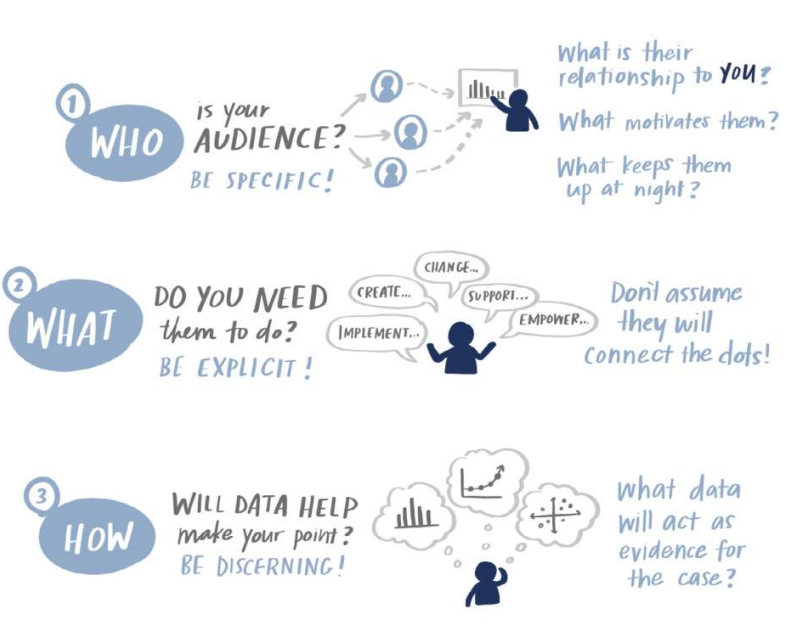 1
WHO
is your
AUDIENCE?
BE SPECIFIC!
What is their
relationship to YOU?
What motivates them?
What keeps them
up at night?
2
WHAT
DO YOU NEED
them to do?
BE EXPLICIT!
CHANGE...
CREATE...
SUPPORT...
IMPLEMENT...
EMPOWER...
Don't assume
they will
connect the dots!
3
HOW
WILL DATA HELP
make your point?
BE DISCERNING!
What data
will act as
evidence for
the case?